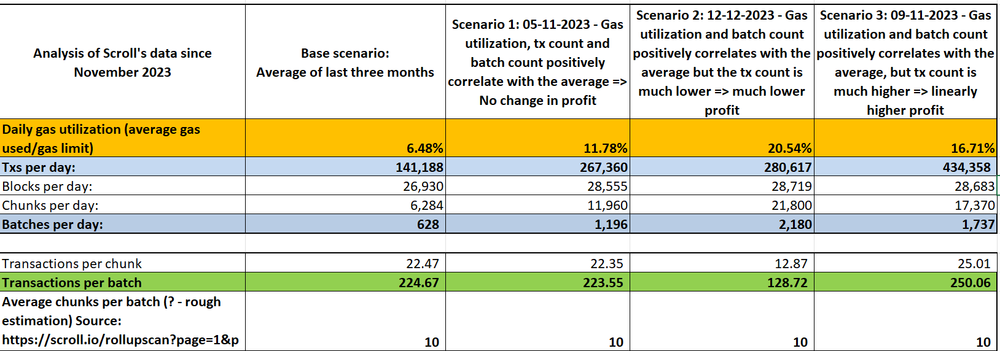 Analysis of Scroll's data since
November 2023
Base scenario:
Average of last three months
Scenario 1: 05-11-2023 - Gas
utilization, tx count and
batch count positively
correlate with the average =>
No change in profit
Scenario 2: 12-12-2023 - Gas
utilization and batch count
positively correlates with the
average but the tx count is
much lower => much lower
profit
Scenario 3: 09-11-2023 - Gas
utilization and batch count
positively correlates with the
average, but tx count is
much higher => linearly
higher profit
Daily gas utilization (average gas
used/gas limit) 6.48% 11.78% 20.54% 16.71%
Txs per day: 141,188 267,360 280,617 434,358
Blocks per day: 26,930 28,555 28,719 28,683
Chunks per day: 6,284 11,960 21,800 17,370
Batches per day: 628 1,196 2,180 1,737
Transactions per chunk 22.47 22.35 12.87 25.01
Transactions per batch 224.67 223.55 128.72 250.06
Average chunks per batch (? - rough
estimation) Source:
https://scroll.io/rollupscan?page=1&p 10 10 10 10